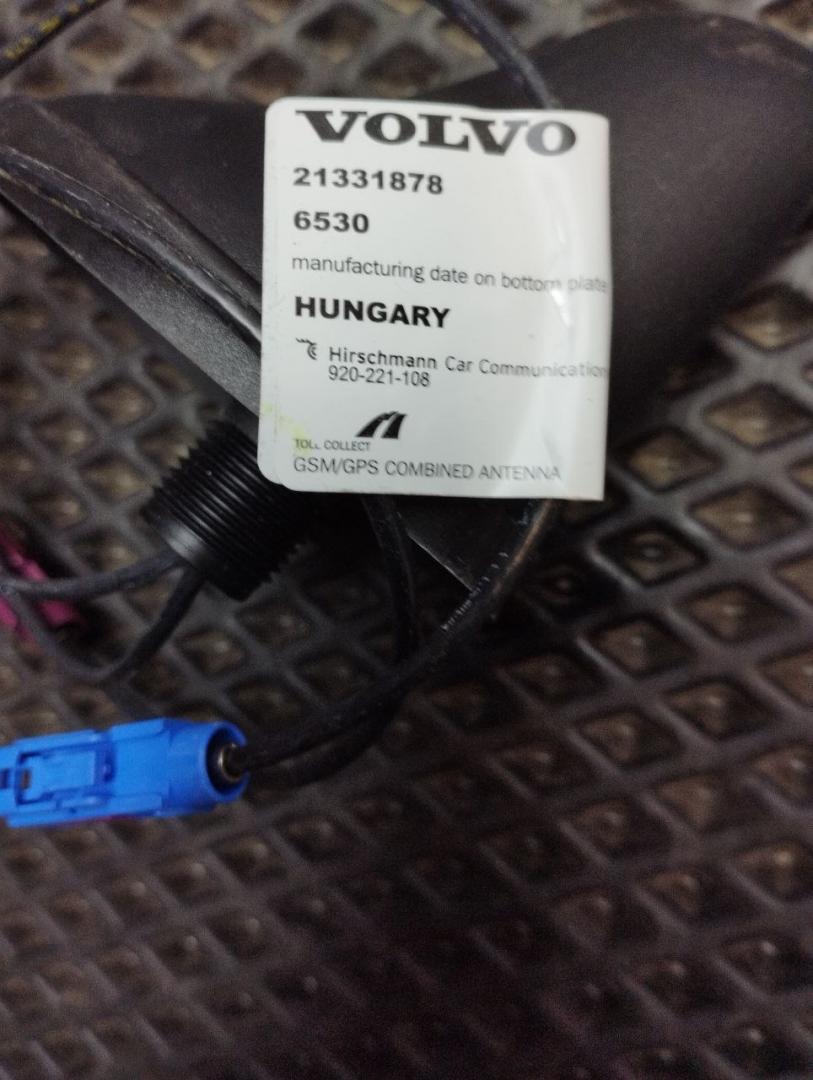 VOLVO
21331878
6530
manufacturing date on bottom plate
HUNGARY
Hirschmann Car Communication
920-221-108
TOLL COLLECT
GSM/GPS COMBINED ANTENNA